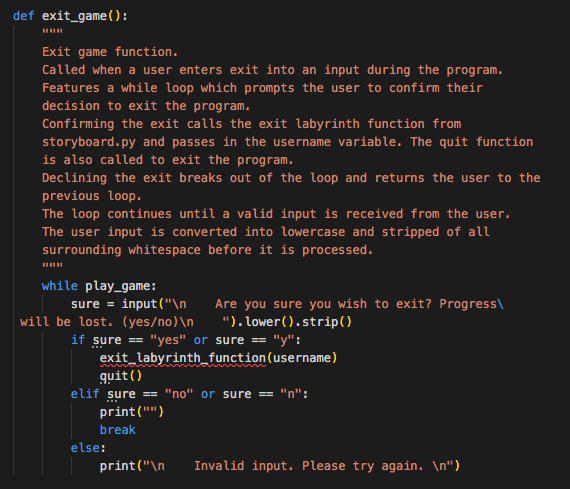 def exit_game():
    """
    Exit game function.
    Called when a user enters exit into an input during the program.
    Features a while loop which prompts the user to confirm their
    decision to exit the program.
    Confirming the exit calls the exit labyrinth function from
    storyboard.py and passes in the username variable. The quit function
    is also called to exit the program.
    Declining the exit breaks out of the loop and returns the user to the
    previous loop.
    The loop continues until a valid input is received from the user.
    The user input is converted into lowercase and stripped of all
    surrounding whitespace before it is processed.
    """
    while play_game:
        sure = input("\n    Are you sure you wish to exit? Progress\
 will be lost. (yes/no)\n    ").lower().strip()
        if sure == "yes" or sure == "y":
            exit_labyrinth_function(username)
            quit()
        elif sure == "no" or sure == "n":
            print("")
            break
        else:
            print("\n    Invalid input. Please try again. \n")